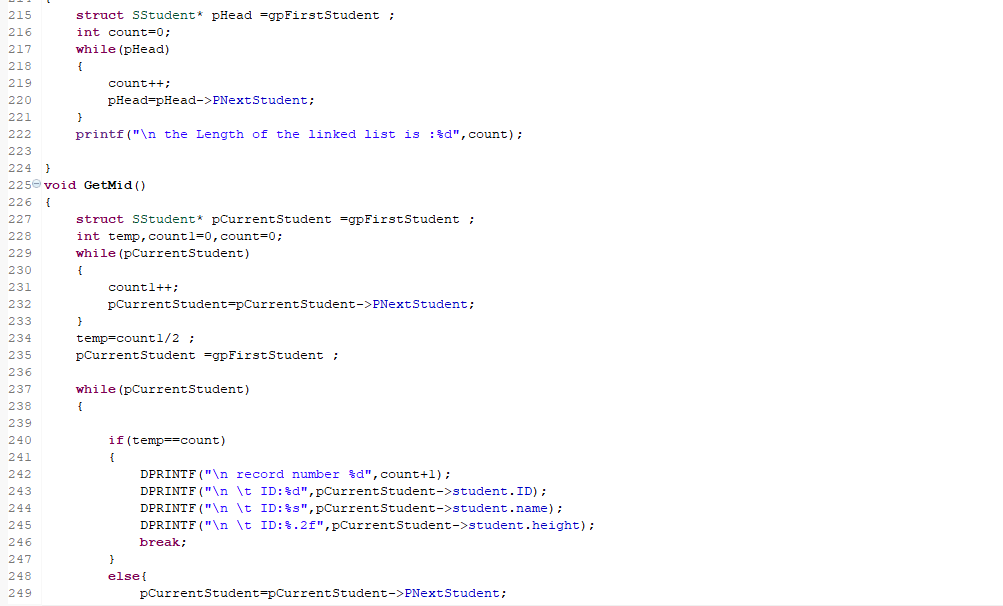 214 {
215 struct SStudent* pHead =gpFirstStudent ;
216 int count=0;
217 while(pHead)
218 {
219 count++;
220 pHead=pHead->PNextStudent;
221 }
222 printf("\n the Length of the linked list is :%d",count);
223
224 }
225 void GetMid()
226 {
227 struct SStudent* pCurrentStudent =gpFirstStudent ;
228 int temp,count1=0,count=0;
229 while(pCurrentStudent)
230 {
231 count1++;
232 pCurrentStudent=pCurrentStudent->PNextStudent;
233 }
234 temp=count1/2 ;
235 pCurrentStudent =gpFirstStudent ;
236
237 while(pCurrentStudent)
238 {
239
240 if(temp==count)
241 {
242 DPRINTF("\n record number %d",count+1);
243 DPRINTF("\n \t ID:%d",pCurrentStudent->student.ID);
244 DPRINTF("\n \t ID:%s",pCurrentStudent->student.name);
245 DPRINTF("\n \t ID:%.2f",pCurrentStudent->student.height);
246 break;
247 }
248 else{
249 pCurrentStudent=pCurrentStudent->PNextStudent;